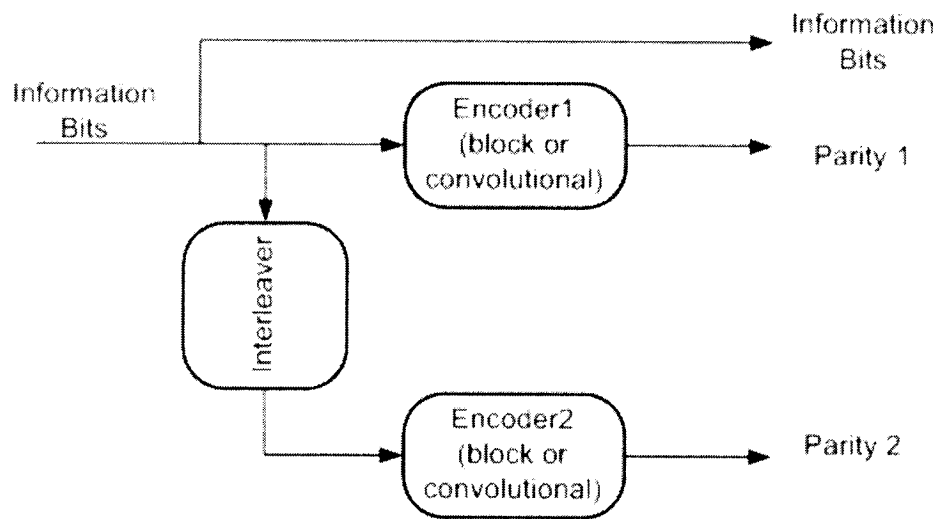 Information
Bits
Information
Bits
Encoder1
(block or
convolutional)
Parity 1
Interleaver
Encoder2
(block or
convolutional)
Parity 2